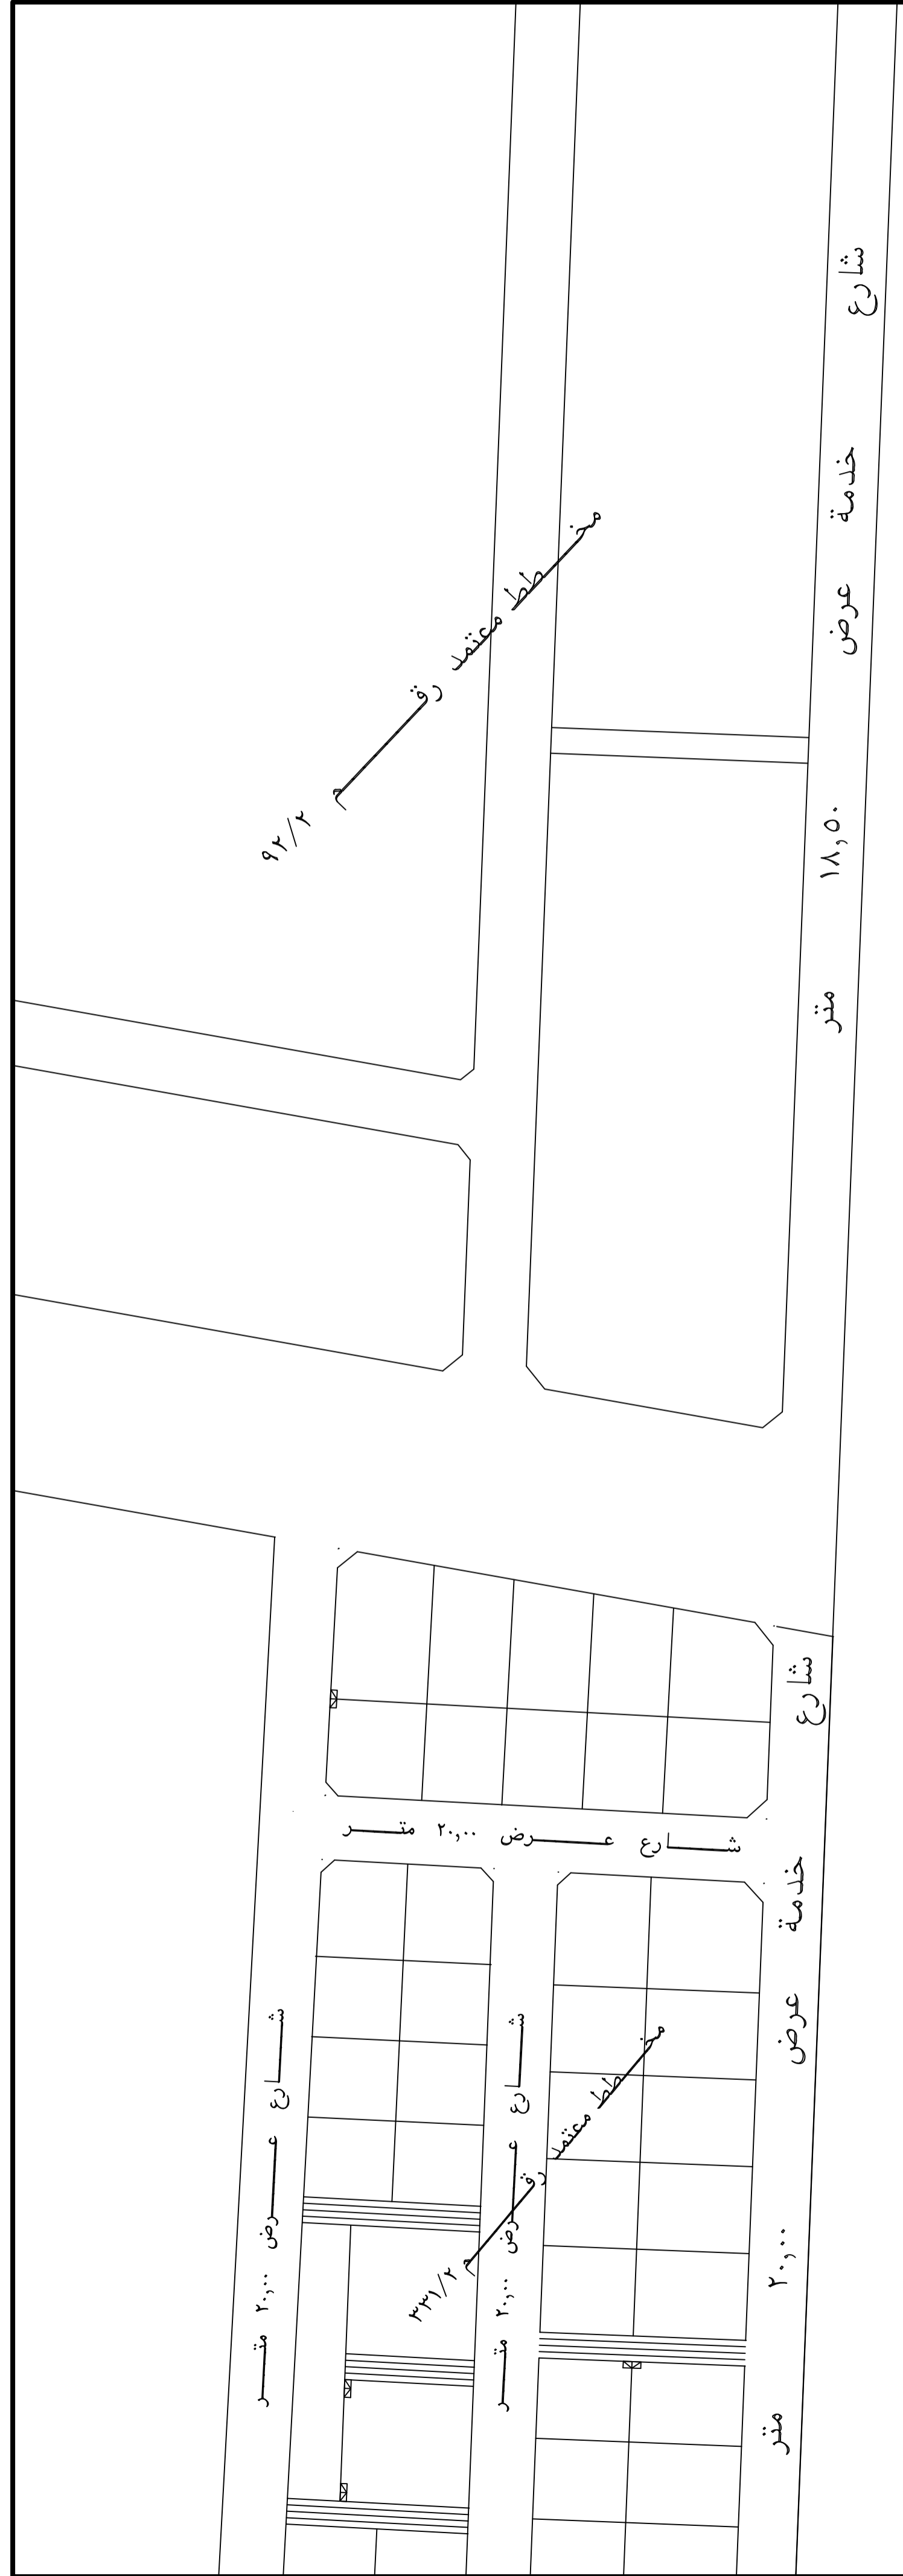 شارع خدمة عرض ١٨,٥٠ متر
مخطط معتمد رقم ٩٢/٢
شارع خدمة عرض ٢٠,٠٠ متر
شارع عرض ٢٠,٠٠ متر
شارع عرض ٢٠,٠٠ متر
شارع عرض ٢٠,٠٠ متر
مخطط معتمد رقم ٣٣١/٢